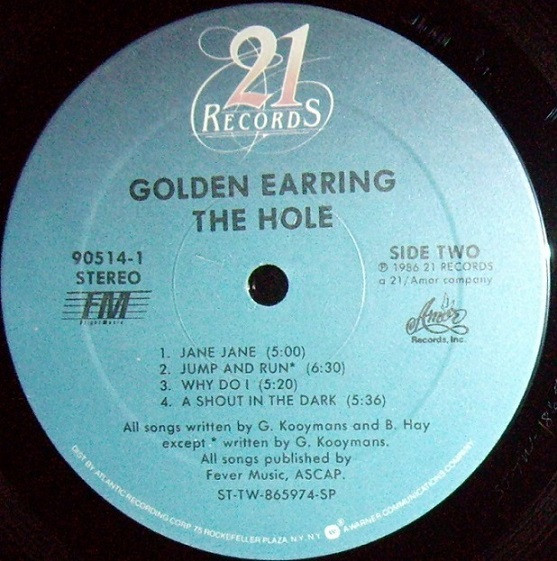 21
RECORDS
GOLDEN EARRING
THE HOLE
90514-1
STEREO
FM
SIDE TWO
℗ 1986 21 RECORDS
a 21/Amor company
Amor
Records, Inc.
1. JANE JANE (5:00)
2. JUMP AND RUN* (6:30)
3. WHY DO I (5:20)
4. A SHOUT IN THE DARK (5:36)
All songs written by G. Kooymans and B. Hay
except * written by G. Kooymans.
All songs published by
Fever Music, ASCAP.
ST-TW-865974-SP
DIST. BY ATLANTIC RECORDING CORP. 75 ROCKEFELLER PLAZA, N.Y. N.Y. A WARNER COMMUNICATIONS COMPANY